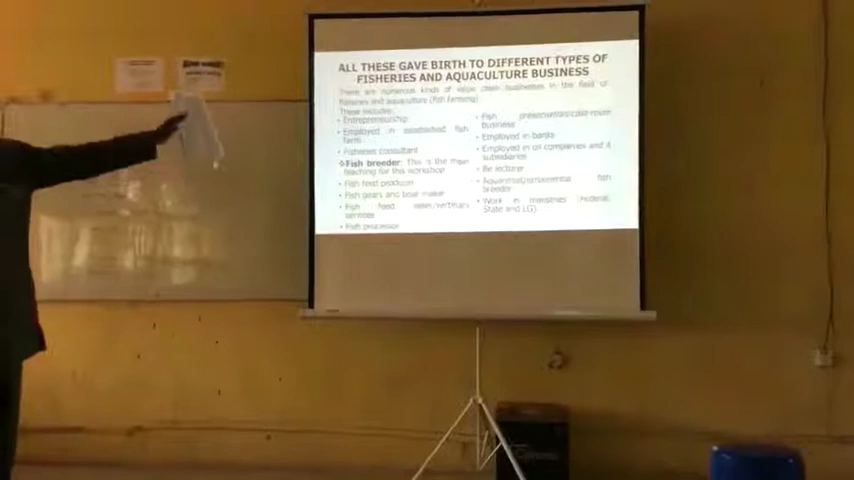 ALL THESE GAVE BIRTH TO DIFFERENT TYPES OF
FISHERIES AND AQUACULTURE BUSINESS
There are numerous kinds of value chain businesses in the field of
fisheries and aquaculture (fish farming)
These include:
• Entrepreneurship
• Employed in established fish
farm
• Fisheries consultant
❖Fish breeder: This is the main
teaching for this workshop
• Fish feed producer
• Fish gears and boat maker
• Fish feed
services
• Fish processor
• Fish preservation/cold-room
business
• Employed in banks
• Employed in oil companies and it
subsidiaries
• Be lecturer
• Aquarist/ornamental fish
breeder
• Work in ministries (Federal,
State and LG)